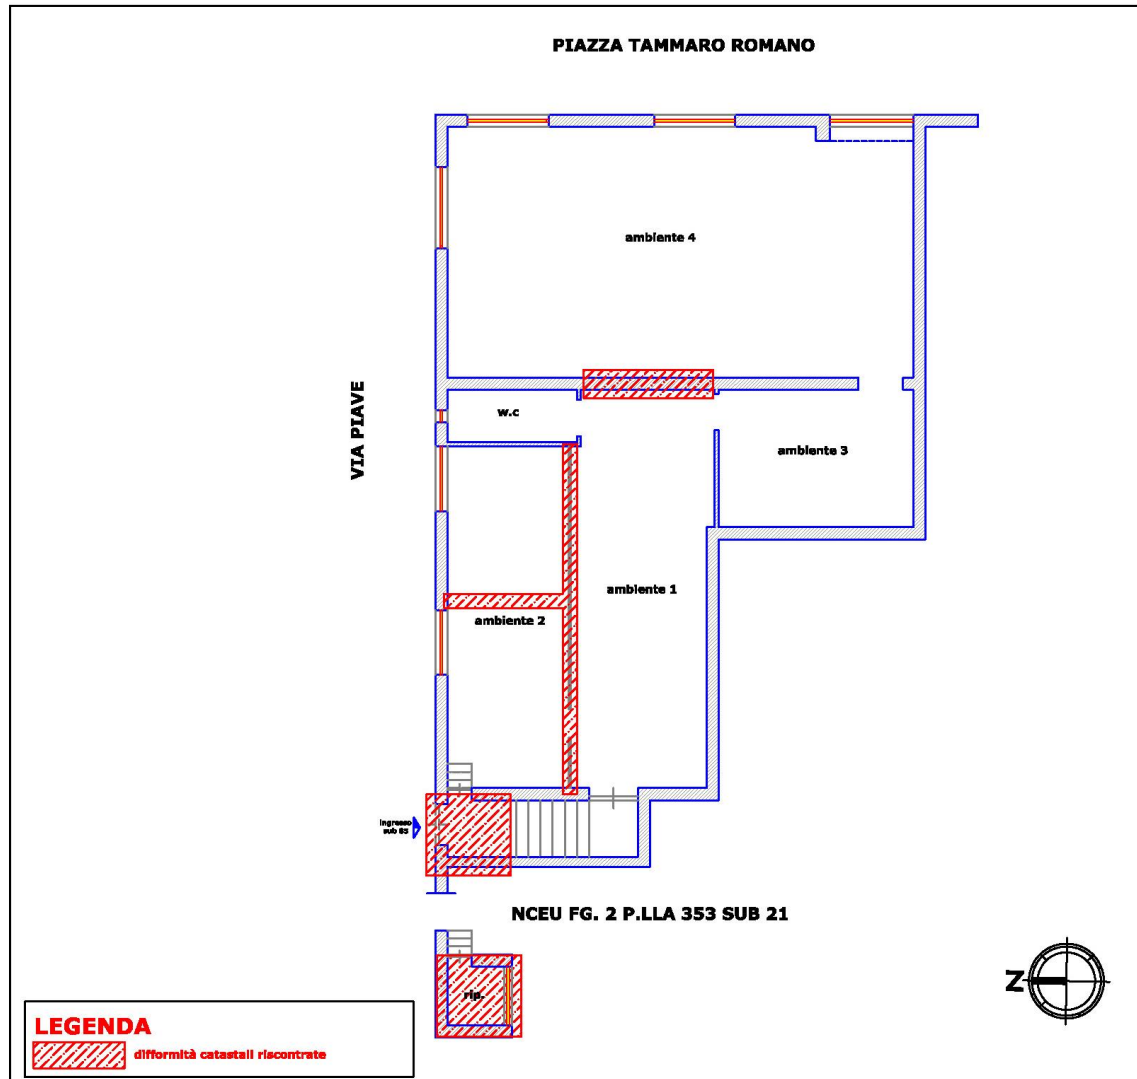 PIAZZA TAMMARO ROMANO
ambiente 4
VIA PIAVE
w.c
ambiente 3
ambiente 1
ambiente 2
ingresso
sub 83
NCEU FG. 2 P.LLA 353 SUB 21
rip.
Z
LEGENDA
difformità catastali riscontrate